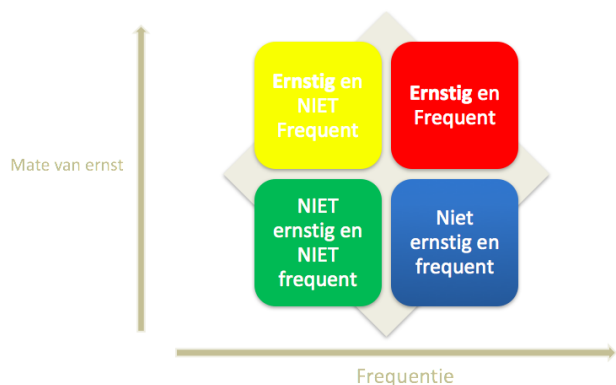 Ernstig en
NIET
Frequent
Ernstig en
Frequent
Mate van ernst
NIET
ernstig en
NIET
frequent
Niet
ernstig en
frequent
Frequentie